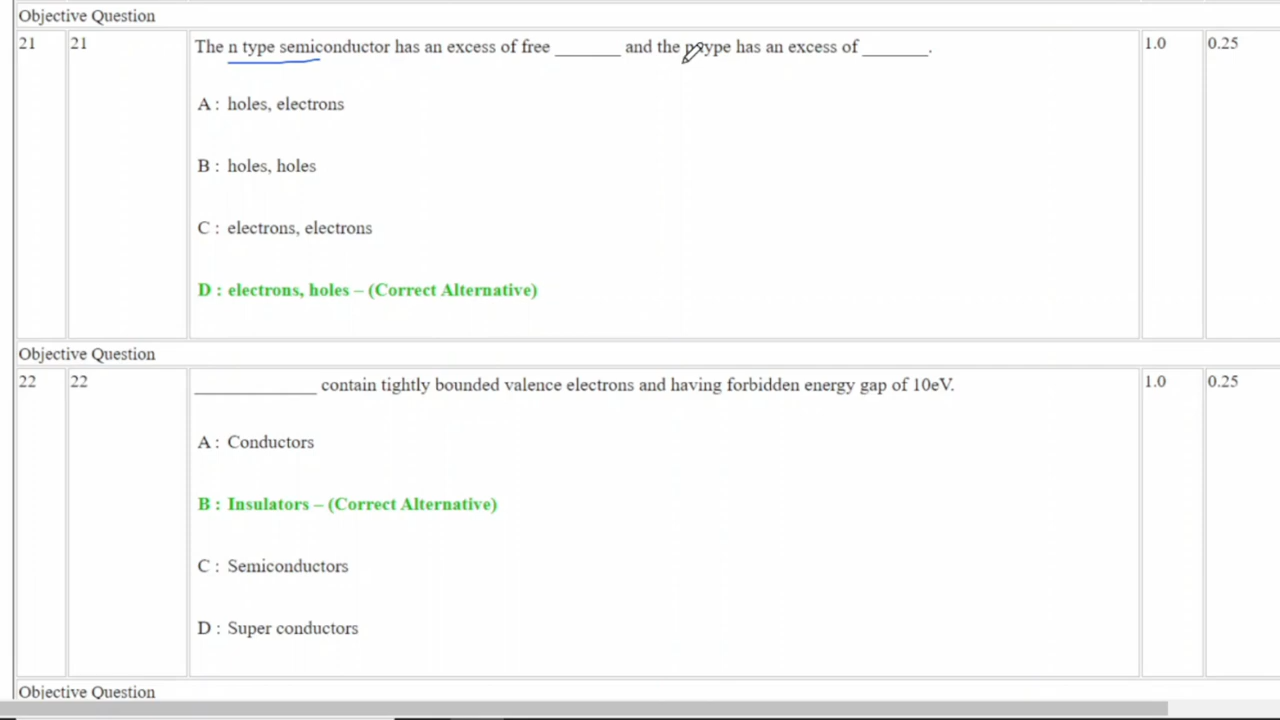 Objective Question
21 21 The n type semiconductor has an excess of free _______ and the p type has an excess of _______. 1.0 0.25
A : holes, electrons
B : holes, holes
C : electrons, electrons
D : electrons, holes – (Correct Alternative)
Objective Question
22 22 _____________ contain tightly bounded valence electrons and having forbidden energy gap of 10eV. 1.0 0.25
A : Conductors
B : Insulators – (Correct Alternative)
C : Semiconductors
D : Super conductors
Objective Question